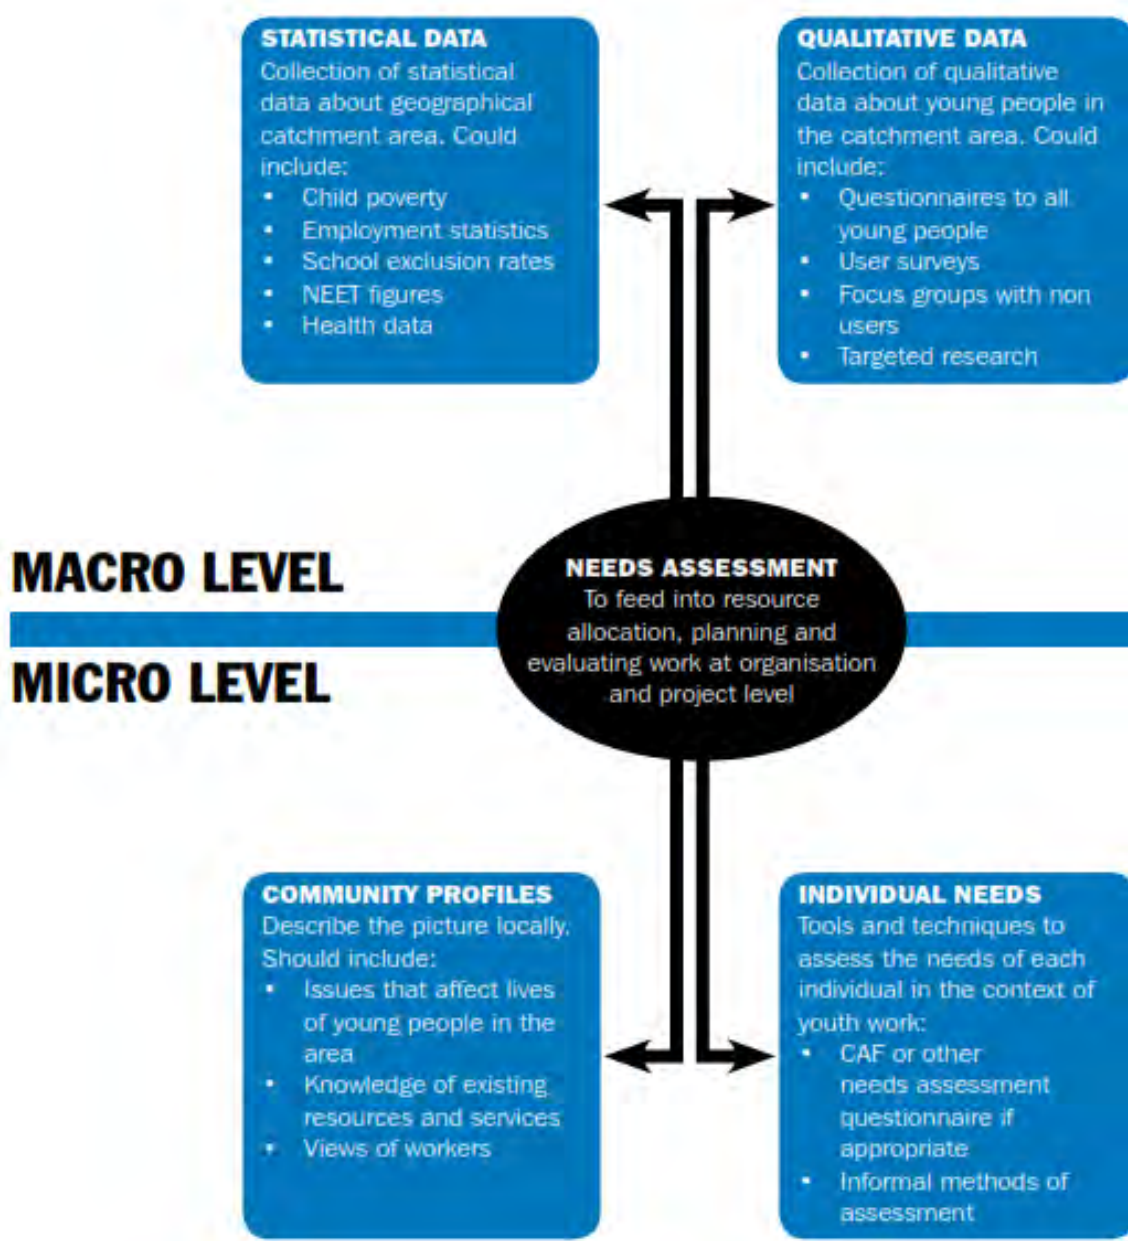 STATISTICAL DATA
Collection of statistical
data about geographical
catchment area. Could
include:
• Child poverty
• Employment statistics
• School exclusion rates
• NEET figures
• Health data
QUALITATIVE DATA
Collection of qualitative
data about young people in
the catchment area. Could
include:
• Questionnaires to all
young people
• User surveys
• Focus groups with non
users
• Targeted research
MACRO LEVEL
MICRO LEVEL
NEEDS ASSESSMENT
To feed into resource
allocation, planning and
evaluating work at organisation
and project level
COMMUNITY PROFILES
Describe the picture locally.
Should include:
• Issues that affect lives
of young people in the
area
• Knowledge of existing
resources and services
• Views of workers
INDIVIDUAL NEEDS
Tools and techniques to
assess the needs of each
individual in the context of
youth work:
• CAF or other
needs assessment
questionnaire if
appropriate
• Informal methods of
assessment